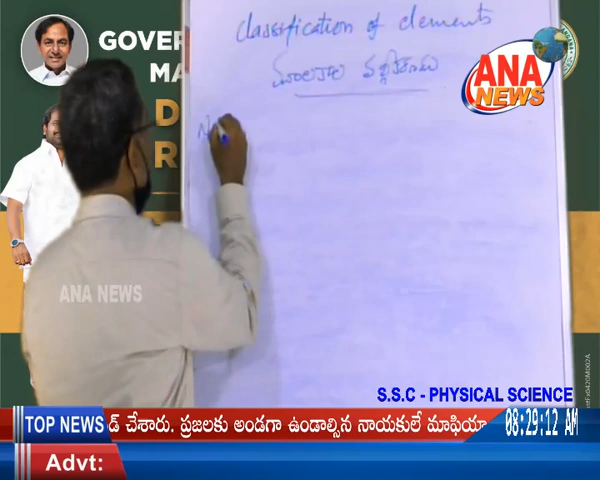 Classification of elements
మూలకాల వర్గీకరణ
GOVER
MA
D
R
N
ANA
NEWS
ANA NEWS
S.S.C - PHYSICAL SCIENCE
TOP NEWS డ్ చేశారు. ప్రజలకు అండగా ఉండాల్సిన నాయకులే మాఫియా
08:29:12 AM
Advt: